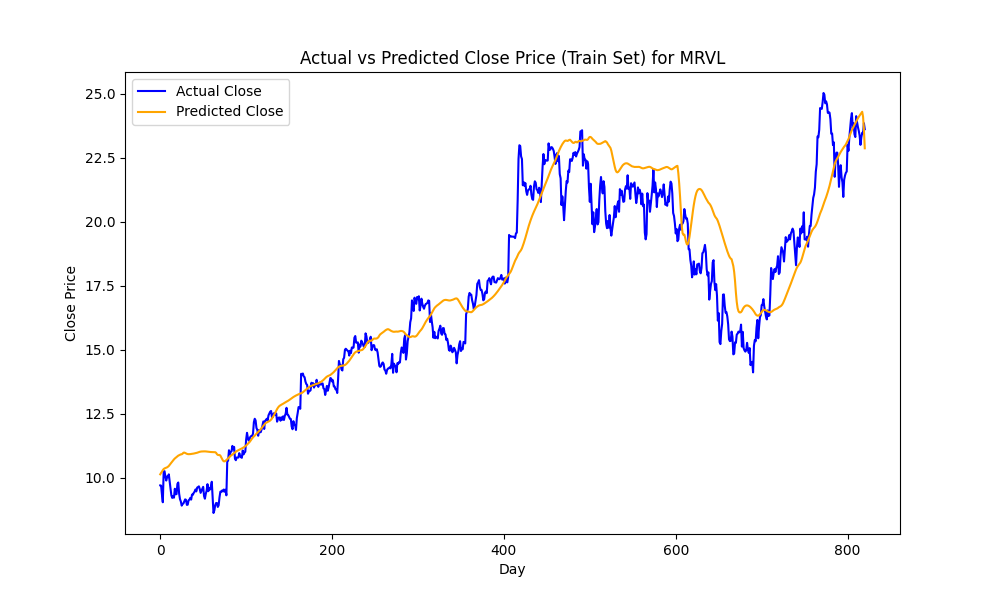 Actual vs Predicted Close Price (Train Set) for MRVL
Actual Close
Predicted Close
25.0
22.5
20.0
17.5
15.0
12.5
10.0
Close Price
0
200
400
600
800
Day